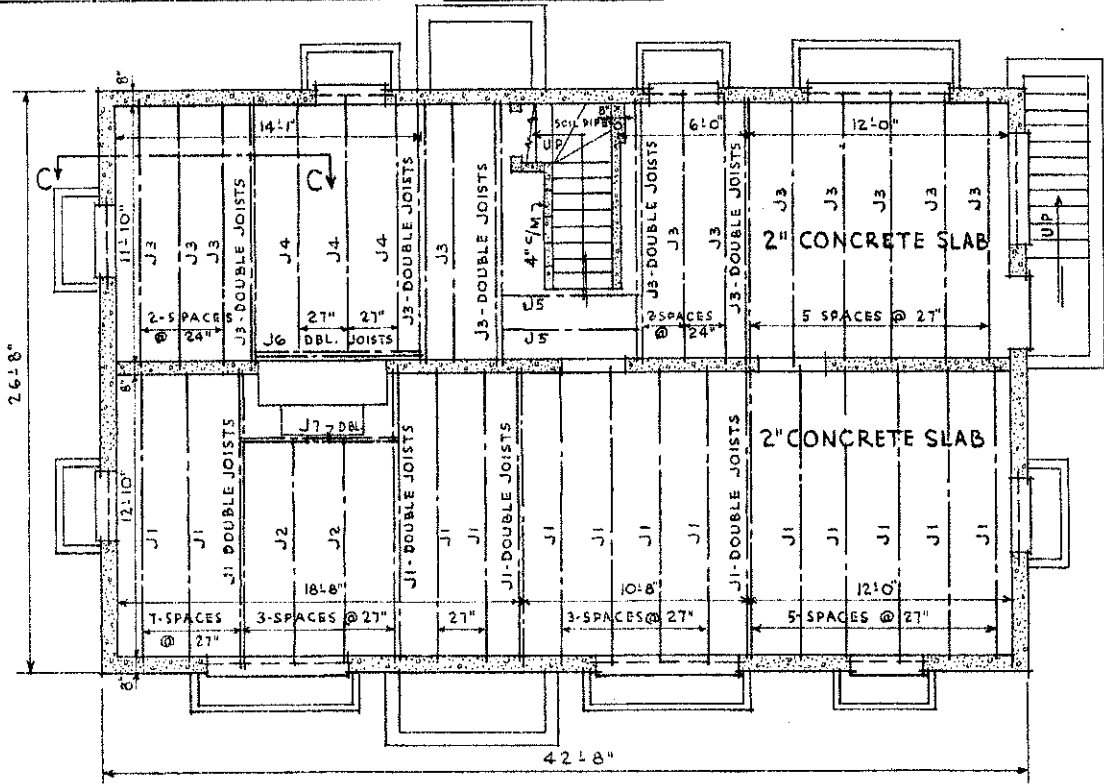 8"
14'-1"
SOIL PIPE
UP
8"
6'-0"
12'-0"
C
C
26'-8"
11'-10"
J3
J3
J3
J3-DOUBLE JOISTS
J4
J4
J4
J3-DOUBLE JOISTS
J3
J3-DOUBLE JOISTS
J3-DOUBLE JOISTS
J3
J3
J3-DOUBLE JOISTS
J3
J3
J3
J3
J3
2" CONCRETE SLAB
UP
2-SPACES
@ 24"
27"
27"
J6 DBL. JOISTS
J5
J5
2 SPACES
@ 24"
5 SPACES @ 27"
8"
J7-DBL
2" CONCRETE SLAB
12'-10"
J1
J1
J1 DOUBLE JOISTS
J2
J2
J1-DOUBLE JOISTS
J1
J1
J1-DOUBLE JOISTS
J1
J1
J1
J1
J1-DOUBLE JOISTS
J1
J1
J1
J1
J1
18'-8"
10'-8"
12'-0"
7-SPACES
@ 27"
3-SPACES @ 27"
27"
3-SPACES @ 27"
5-SPACES @ 27"
8"
42'-8"